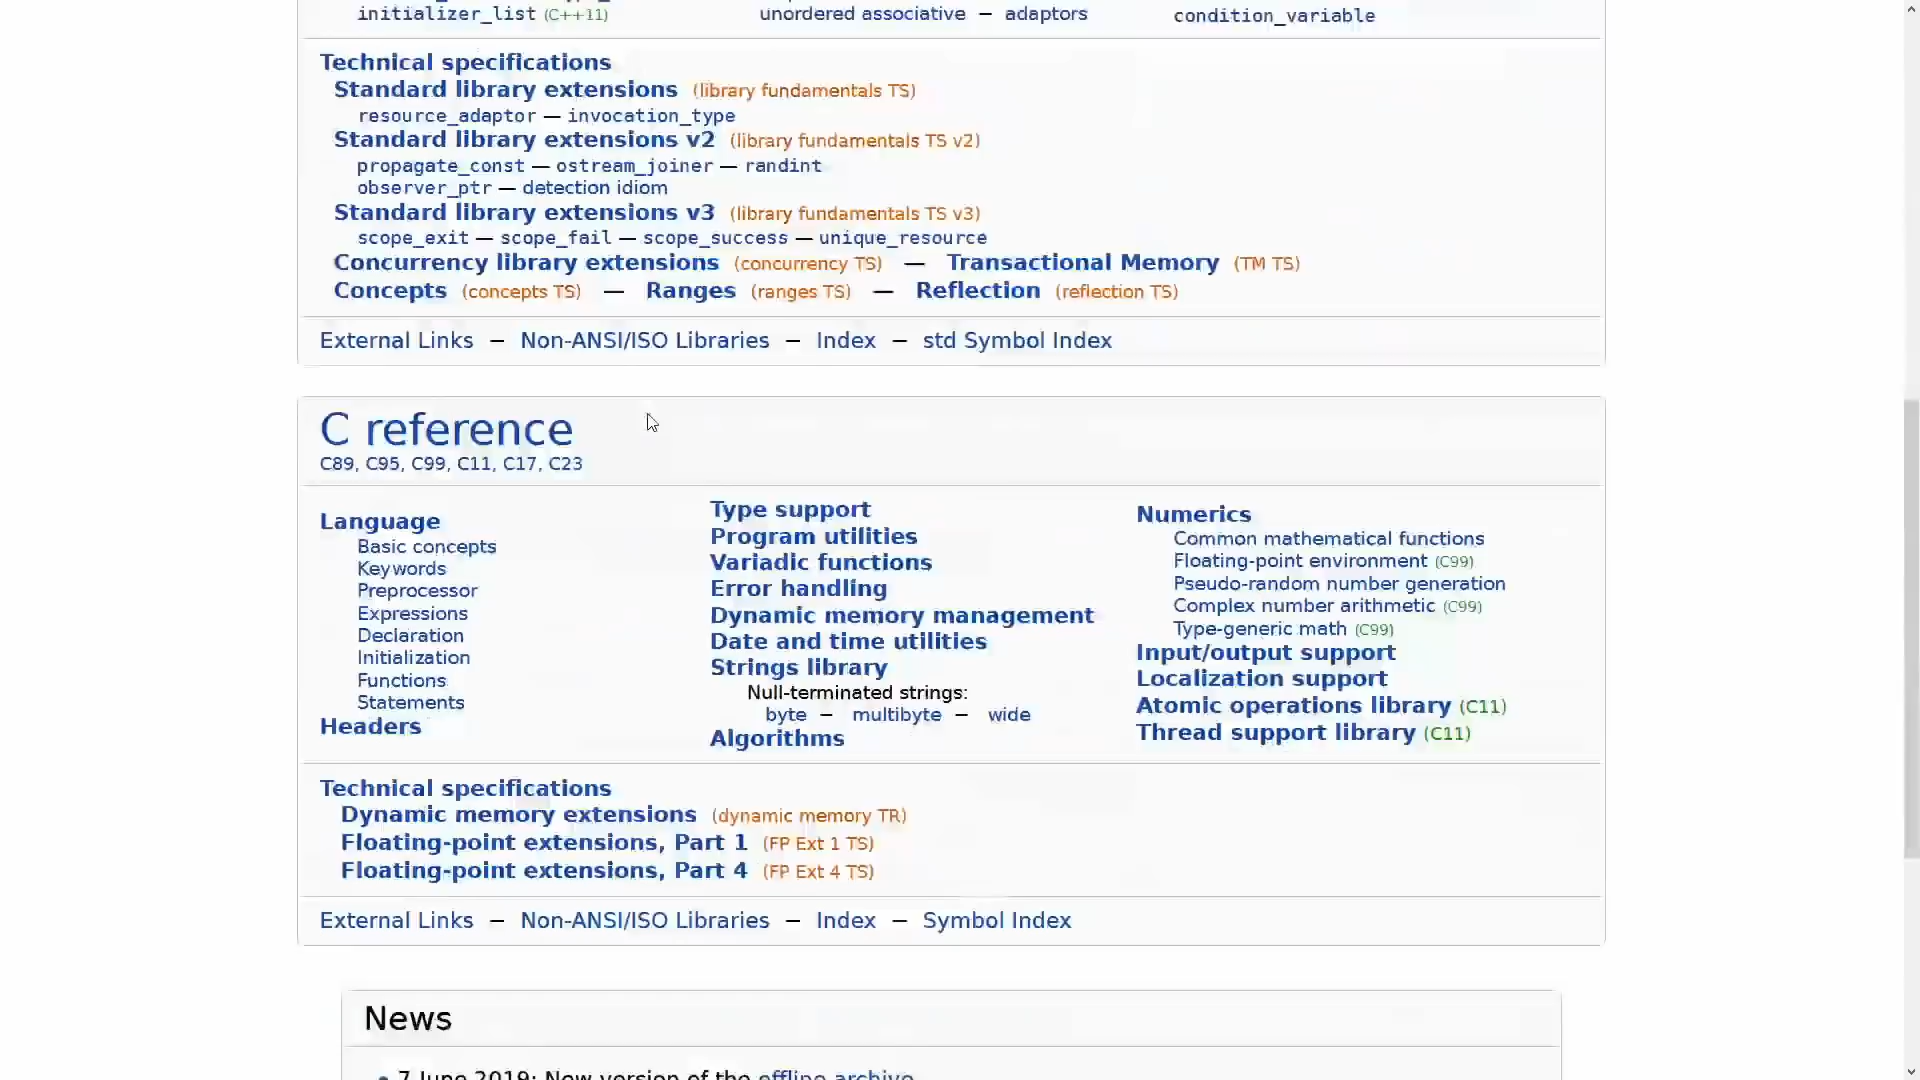 initializer_list (C++11)
unordered associative – adaptors
condition_variable
Technical specifications
Standard library extensions (library fundamentals TS)
resource_adaptor — invocation_type
Standard library extensions v2 (library fundamentals TS v2)
propagate_const — ostream_joiner — randint
observer_ptr — detection idiom
Standard library extensions v3 (library fundamentals TS v3)
scope_exit — scope_fail — scope_success — unique_resource
Concurrency library extensions (concurrency TS) — Transactional Memory (TM TS)
Concepts (concepts TS) — Ranges (ranges TS) — Reflection (reflection TS)
External Links – Non-ANSI/ISO Libraries – Index – std Symbol Index
C reference
C89, C95, C99, C11, C17, C23
Language
Basic concepts
Keywords
Preprocessor
Expressions
Declaration
Initialization
Functions
Statements
Headers
Type support
Program utilities
Variadic functions
Error handling
Dynamic memory management
Date and time utilities
Strings library
Null-terminated strings:
byte – multibyte – wide
Algorithms
Numerics
Common mathematical functions
Floating-point environment (C99)
Pseudo-random number generation
Complex number arithmetic (C99)
Type-generic math (C99)
Input/output support
Localization support
Atomic operations library (C11)
Thread support library (C11)
Technical specifications
Dynamic memory extensions (dynamic memory TR)
Floating-point extensions, Part 1 (FP Ext 1 TS)
Floating-point extensions, Part 4 (FP Ext 4 TS)
External Links – Non-ANSI/ISO Libraries – Index – Symbol Index
News
• 7 June 2019: New version of the offline archive